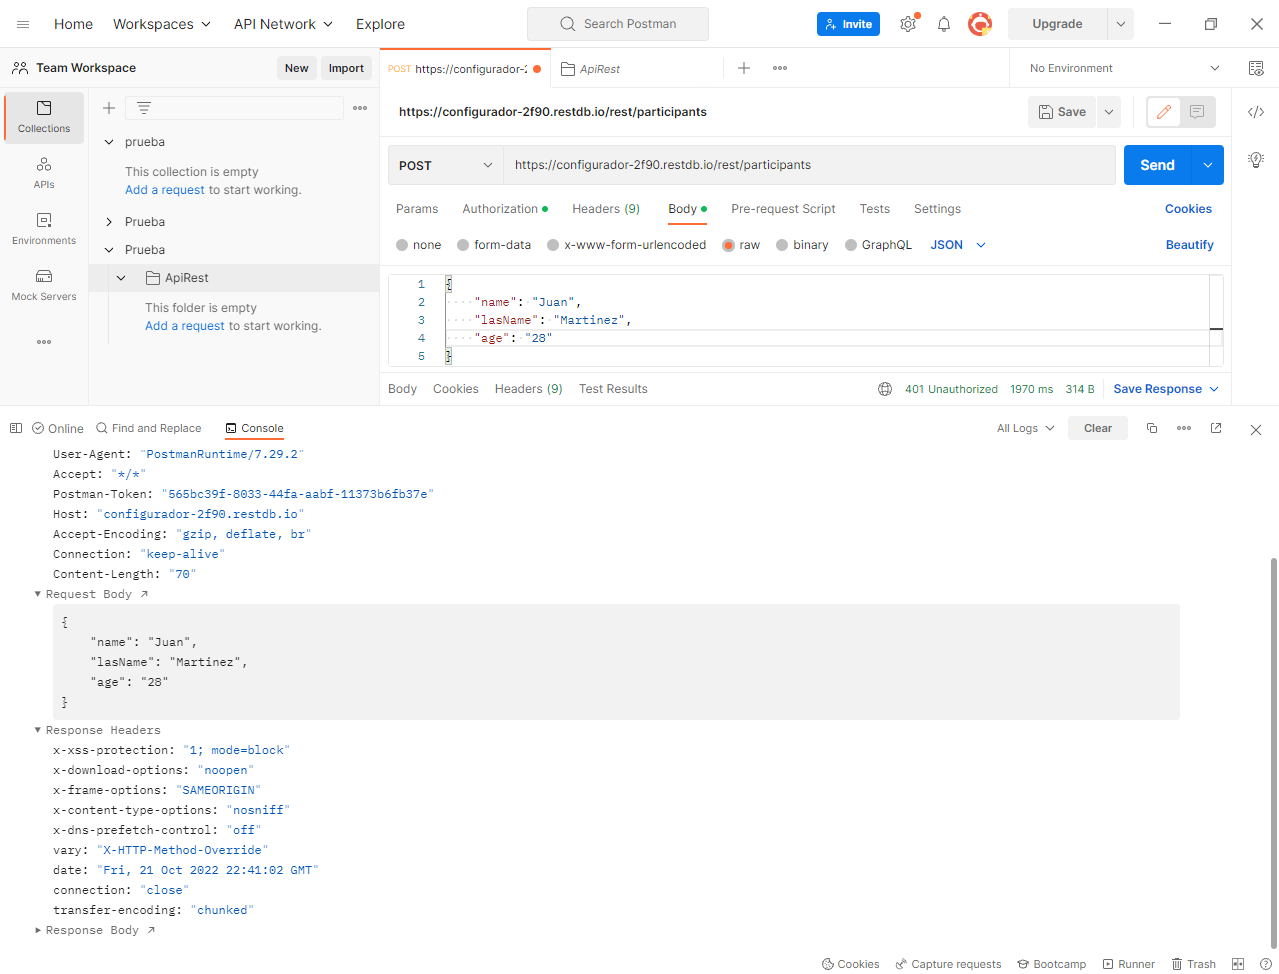 Home Workspaces API Network Explore Search Postman Invite Upgrade
Team Workspace New Import POST https://configurador-2 ApiRest No Environment
https://configurador-2f90.restdb.io/rest/participants Save
Collections
APIs
Environments
Mock Servers
prueba
This collection is empty
Add a request to start working.
Prueba
Prueba
ApiRest
This folder is empty
Add a request to start working.
POST https://configurador-2f90.restdb.io/rest/participants Send
Params Authorization Headers (9) Body Pre-request Script Tests Settings Cookies
none form-data x-www-form-urlencoded raw binary GraphQL JSON Beautify
1 {
2 "name": "Juan",
3 "lasName": "Martinez",
4 "age": "28"
5 }
Body Cookies Headers (9) Test Results 401 Unauthorized 1970 ms 314 B Save Response
Online Find and Replace Console All Logs Clear
User-Agent: "PostmanRuntime/7.29.2"
Accept: "*/*"
Postman-Token: "565bc39f-8033-44fa-aabf-11373b6fb37e"
Host: "configurador-2f90.restdb.io"
Accept-Encoding: "gzip, deflate, br"
Connection: "keep-alive"
Content-Length: "70"
Request Body
{
"name": "Juan",
"lasName": "Martinez",
"age": "28"
}
Response Headers
x-xss-protection: "1; mode=block"
x-download-options: "noopen"
x-frame-options: "SAMEORIGIN"
x-content-type-options: "nosniff"
x-dns-prefetch-control: "off"
vary: "X-HTTP-Method-Override"
date: "Fri, 21 Oct 2022 22:41:02 GMT"
connection: "close"
transfer-encoding: "chunked"
Response Body
Cookies Capture requests Bootcamp Runner Trash